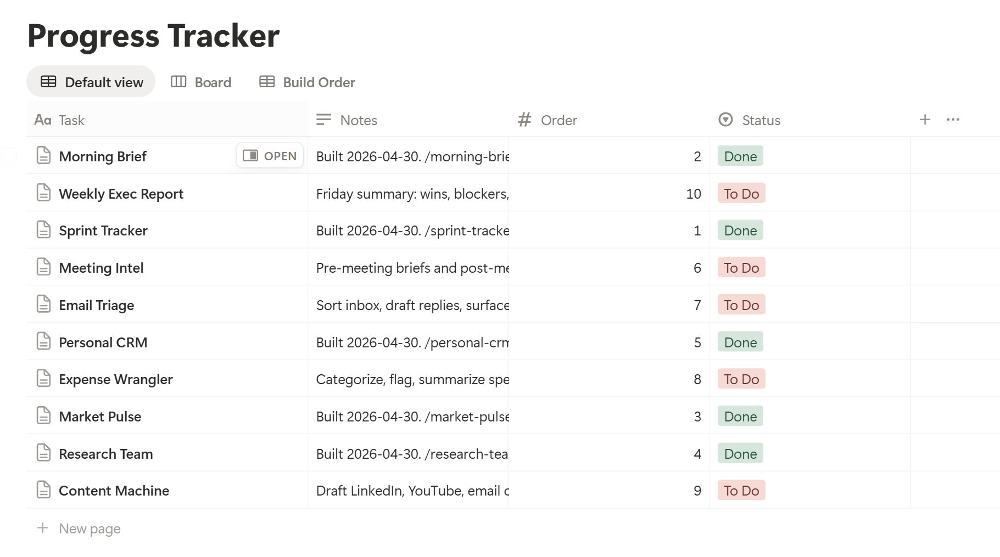 Progress Tracker
Default view Board Build Order
Aa Task Notes # Order Status + ...
Morning Brief OPEN Built 2026-04-30. /morning-brie 2 Done
Weekly Exec Report Friday summary: wins, blockers, 10 To Do
Sprint Tracker Built 2026-04-30. /sprint-tracke 1 Done
Meeting Intel Pre-meeting briefs and post-me 6 To Do
Email Triage Sort inbox, draft replies, surface 7 To Do
Personal CRM Built 2026-04-30. /personal-crm 5 Done
Expense Wrangler Categorize, flag, summarize spe 8 To Do
Market Pulse Built 2026-04-30. /market-pulse 3 Done
Research Team Built 2026-04-30. /research-tea 4 Done
Content Machine Draft LinkedIn, YouTube, email 9 To Do
+ New page